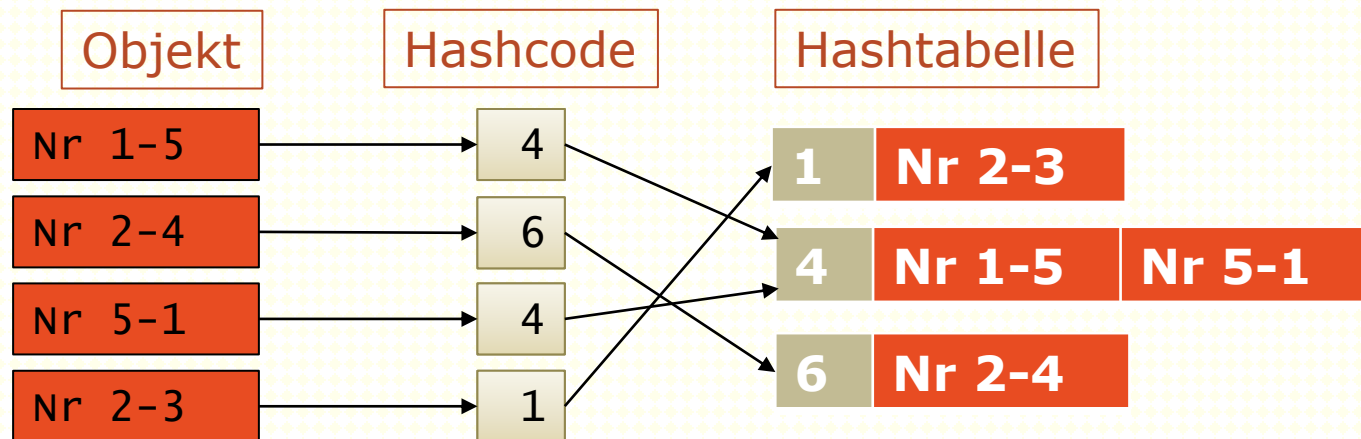 Objekt Hashcode Hashtabelle
Nr 1-5 4
1 Nr 2-3
Nr 2-4 6
4 Nr 1-5 Nr 5-1
Nr 5-1 4
6 Nr 2-4
Nr 2-3 1